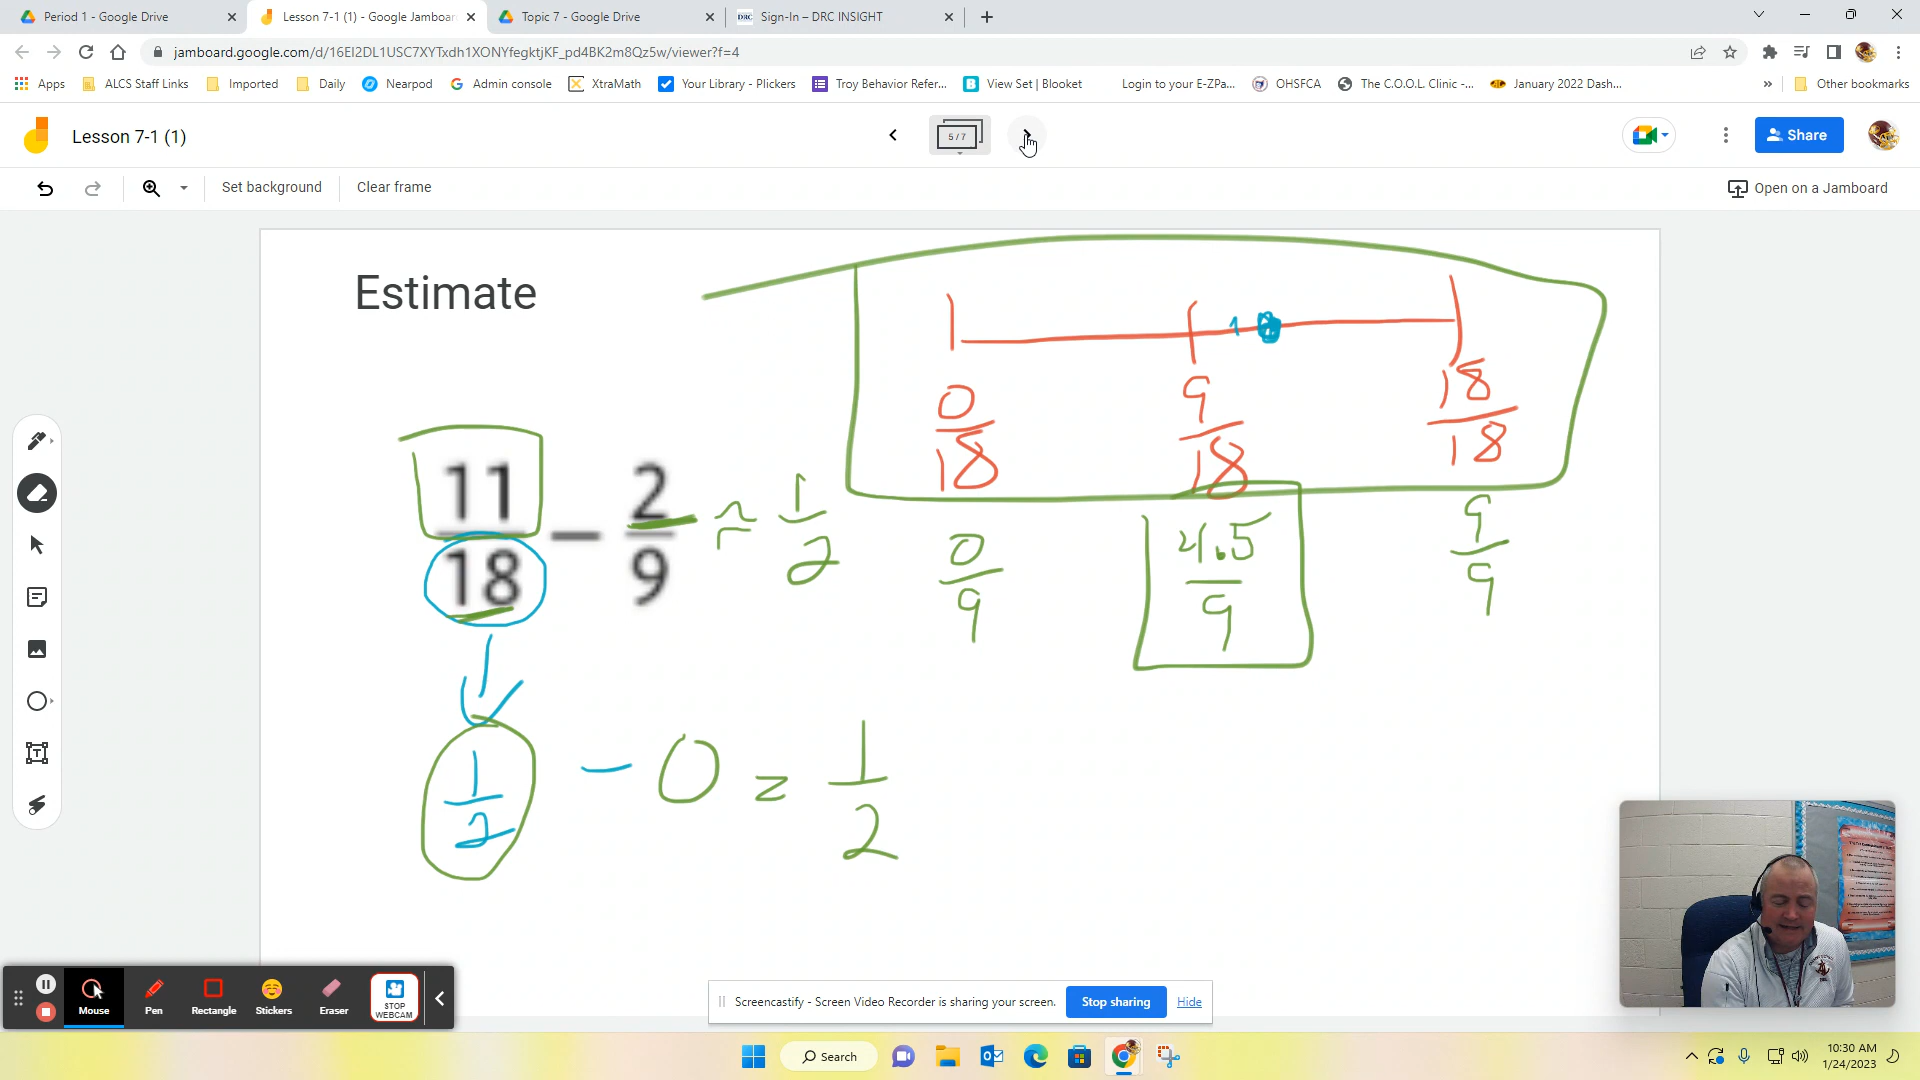 Period 1 - Google Drive
Lesson 7-1 (1) - Google Jamboar
Topic 7 - Google Drive
DRC Sign-In – DRC INSIGHT
jamboard.google.com/d/16EI2DL1USC7XYTxdh1XONYfegktjKF_pd4BK2m8Qz5w/viewer?f=4
Apps ALCS Staff Links Imported Daily Nearpod Admin console XtraMath Your Library - Plickers Troy Behavior Refer... View Set | Blooket Login to your E-ZPa... OHSFCA The C.O.O.L. Clinic -... January 2022 Dash... » Other bookmarks
Lesson 7-1 (1)
5 / 7
Share
Set background Clear frame
Open on a Jamboard
Estimate
0/18 9/18 18/18
11/18 − 2/9 ≈ 1/2
0/9 4.5/9 9/9
1/2 - 0 = 1/2
Mouse Pen Rectangle Stickers Eraser STOP WEBCAM
Screencastify - Screen Video Recorder is sharing your screen. Stop sharing Hide
Search
10:30 AM
1/24/2023